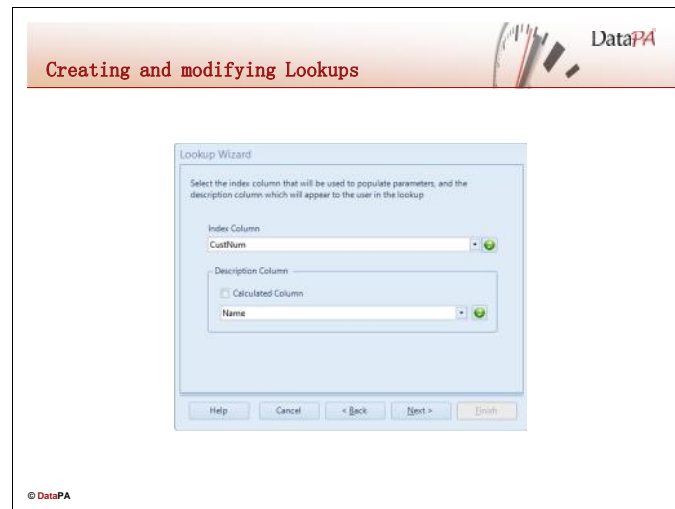 DataPA
Creating and modifying Lookups
Lookup Wizard
Select the index column that will be used to populate parameters, and the
description column which will appear to the user in the lookup
Index Column
CustNum
Description Column
Calculated Column
Name
Help
Cancel
< Back
Next >
Finish
© DataPA